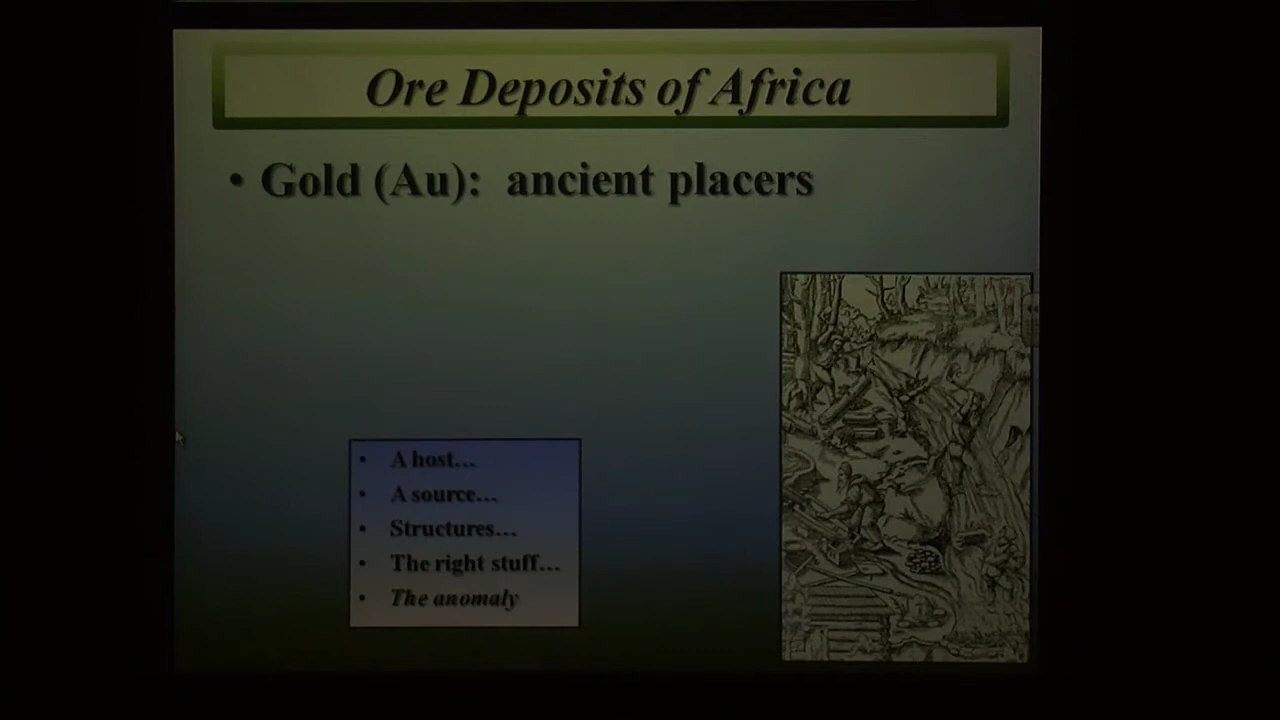 Ore Deposits of Africa
• Gold (Au): ancient placers
• A host...
• A source...
• Structures...
• The right stuff...
• The anomaly